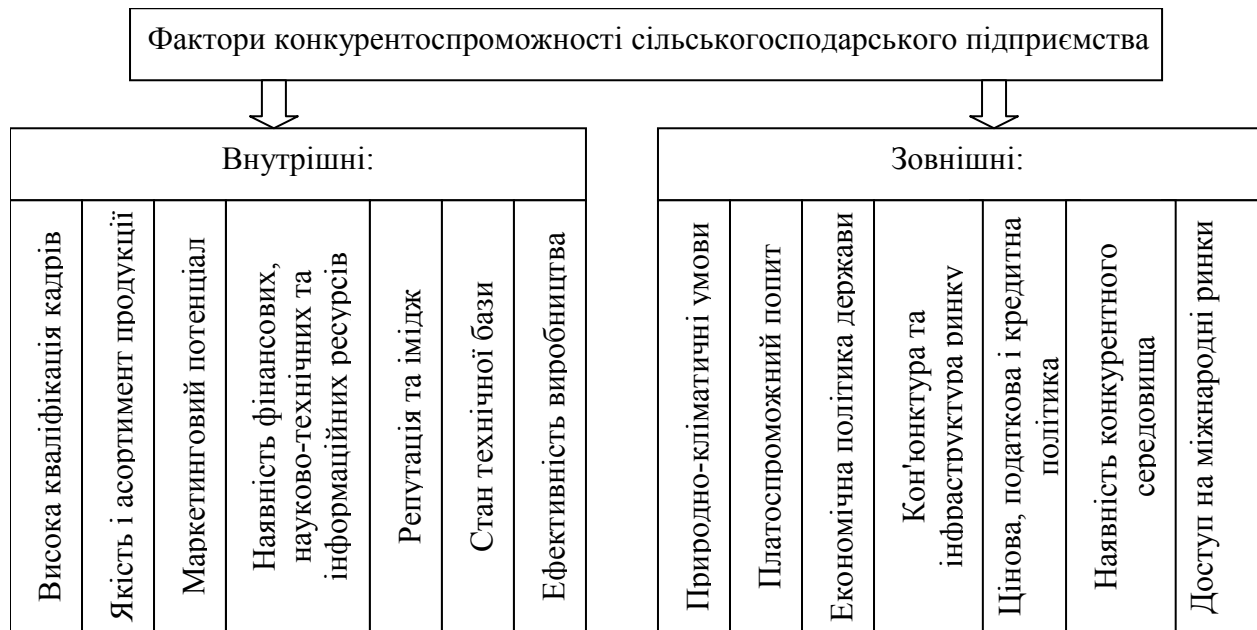 Фактори конкурентоспроможності сільськогосподарського підприємства
Внутрішні:
Висока кваліфікація кадрів
Якість і асортимент продукції
Маркетинговий потенціал
Наявність фінансових,
науково-технічних та
інформаційних ресурсів
Репутація та імідж
Стан технічної бази
Ефективність виробництва
Зовнішні:
Природно-кліматичні умови
Платоспроможний попит
Економічна політика держави
Кон'юнктура та
інфраструктура ринку
Цінова, податкова і кредитна
політика
Наявність конкурентного
середовища
Доступ на міжнародні ринки